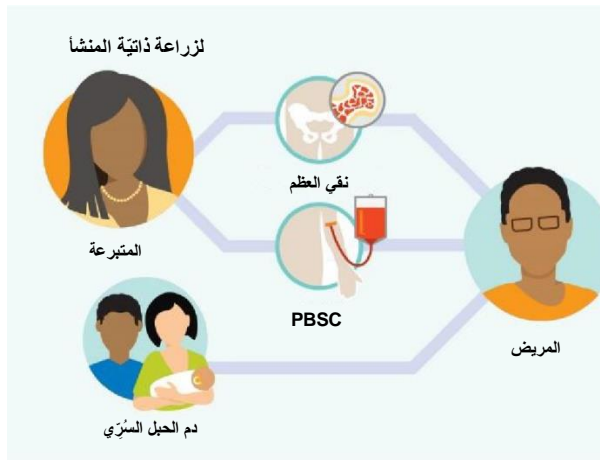 لزراعة ذاتيّة المنشأ
نقي العظم
المتبرعة
PBSC
المريض
دم الحبل السُرّي